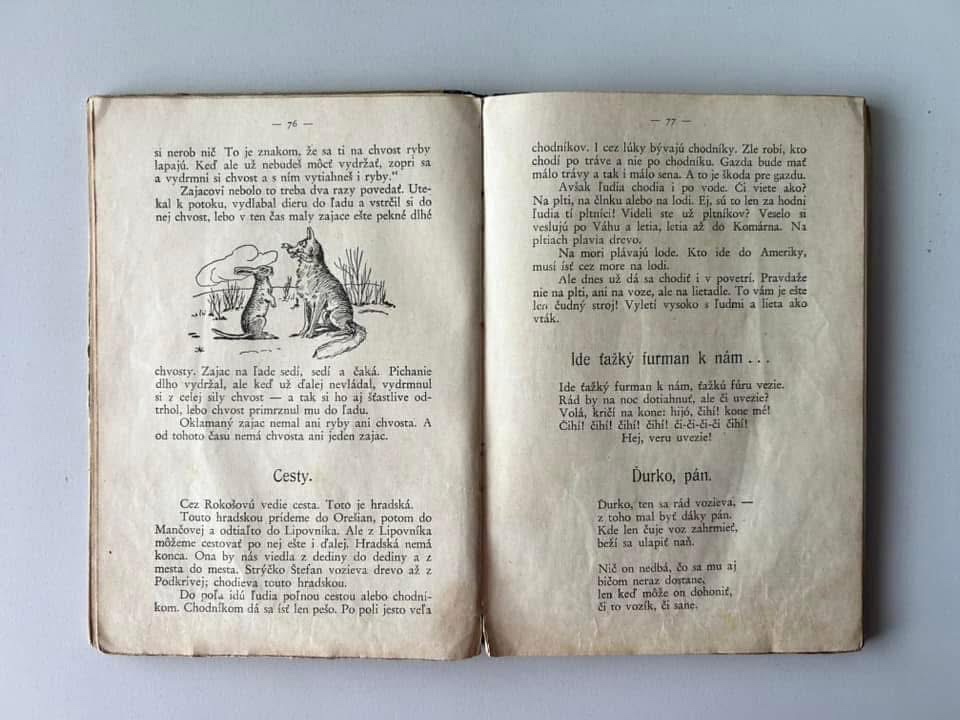 — 76 —
si nerob nič To je znakom, že sa ti na chvost ryby
lapajú. Keď ale už nebudeš môcť vydržať, zopri sa
a vydrmni si chvost a s ním vytiahneš i ryby.“
Zajacovi nebolo to treba dva razy povedať. Ute-
kal k potoku, vydlabal dieru do ľadu a vstrčil si do
nej chvost, lebo v ten čas maly zajace ešte pekné dlhé
chvosty. Zajac na ľade sedí, sedí a čaká. Pichanie
dlho vydržal, ale keď už ďalej nevládal, vydrmnul
si z celej sily chvost — a tak si ho aj šťastlive od-
trhol, lebo chvost primrznul mu do ľadu.
Oklamaný zajac nemal ani ryby ani chvosta. A
od tohoto času nemá chvosta ani jeden zajac.
Cesty.
Cez Rokošovú vedie cesta. Toto je hradská.
Touto hradskou prídeme do Orešian, potom do
Mančovej a odtiaľto do Lipovníka. Ale z Lipovníka
môžeme cestovať po nej ešte i ďalej. Hradská nemá
konca. Ona by nás viedla z dediny do dediny a z
mesta do mesta. Strýčko Štefan vozieva drevo až z
Podkrivej; chodieva touto hradskou.
Do poľa idú ľudia poľnou cestou alebo chodní-
kom. Chodníkom dá sa ísť len pešo. Po poli jesto veľa
— 77 —
chodníkov. I cez lúky bývajú chodníky. Zle robí, kto
chodí po tráve a nie po chodníku. Gazda bude mať
málo trávy a tak i málo sena. A to je škoda pre gazdu.
Avšak ľudia chodia i po vode. Či viete ako?
Na plti, na člnku alebo na lodi. Ej, sú to len za hodní
ľudia tí pltníci! Videli ste už pltníkov? Veselo si
veslujú po Váhu a letia, letia až do Komárna. Na
pltiach plavia drevo.
Na mori plávajú lode. Kto ide do Ameriky,
musí ísť cez more na lodi.
Ale dnes už dá sa chodiť i v povetrí. Pravdaže
nie na plti, ani na voze, ale na lietadle. To vám je ešte
len čudný stroj! Vyletí vysoko s ľuďmi a lieta ako
vták.
Ide ťažký furman k nám . . .
Ide ťažký furman k nám, ťažkú fúru vezie.
Rád by na noc dotiahnuť, ale či uvezie?
Volá, kričí na kone: hijó, čihí! kone mé!
Čihí! čihí! čihí! čihí! či-či-či-či čihí!
Hej, veru uvezie!
Ďurko, pán.
Ďurko, ten sa rád vozieva, —
z toho mal byť dáky pán.
Kde len čuje voz zahrmieť,
beží sa ulapiť naň.
Nič on nedbá, čo sa mu aj
bičom neraz dostane,
len keď môže on dohoniť,
či to vozík, či sane.